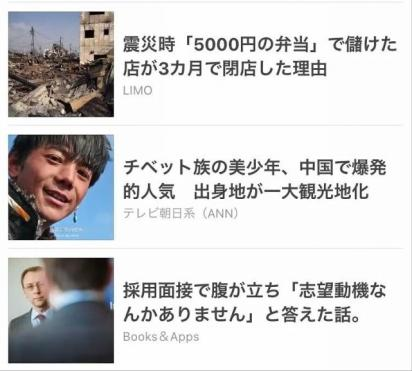 震災時「5000円の弁当」で儲けた
店が3カ月で閉店した理由
LIMO
チベット族の美少年、中国で爆発
的人気　出身地が一大観光地化
テレビ朝日系（ANN）
採用面接で腹が立ち「志望動機な
んかありません」と答えた話。
Books＆Apps